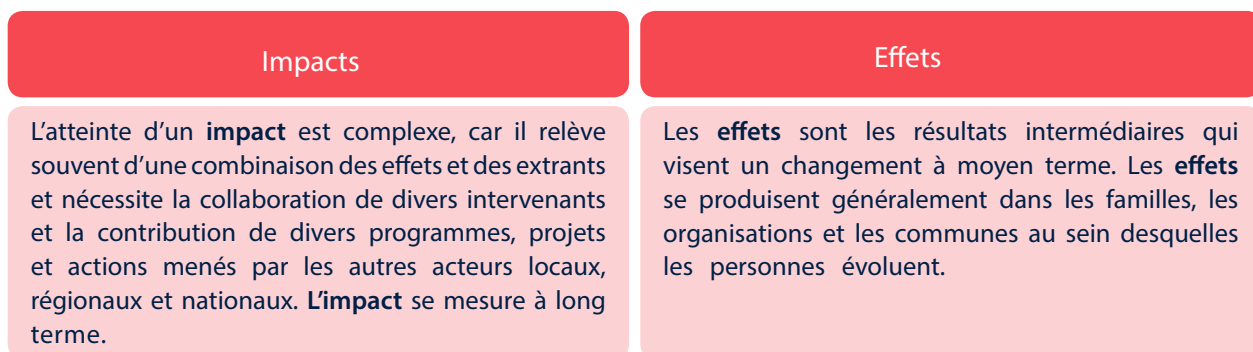 Impacts
L’atteinte d’un impact est complexe, car il relève
souvent d’une combinaison des effets et des extrants
et nécessite la collaboration de divers intervenants
et la contribution de divers programmes, projets
et actions menés par les autres acteurs locaux,
régionaux et nationaux. L’impact se mesure à long
terme.
Effets
Les effets sont les résultats intermédiaires qui
visent un changement à moyen terme. Les effets
se produisent généralement dans les familles, les
organisations et les communes au sein desquelles
les personnes évoluent.